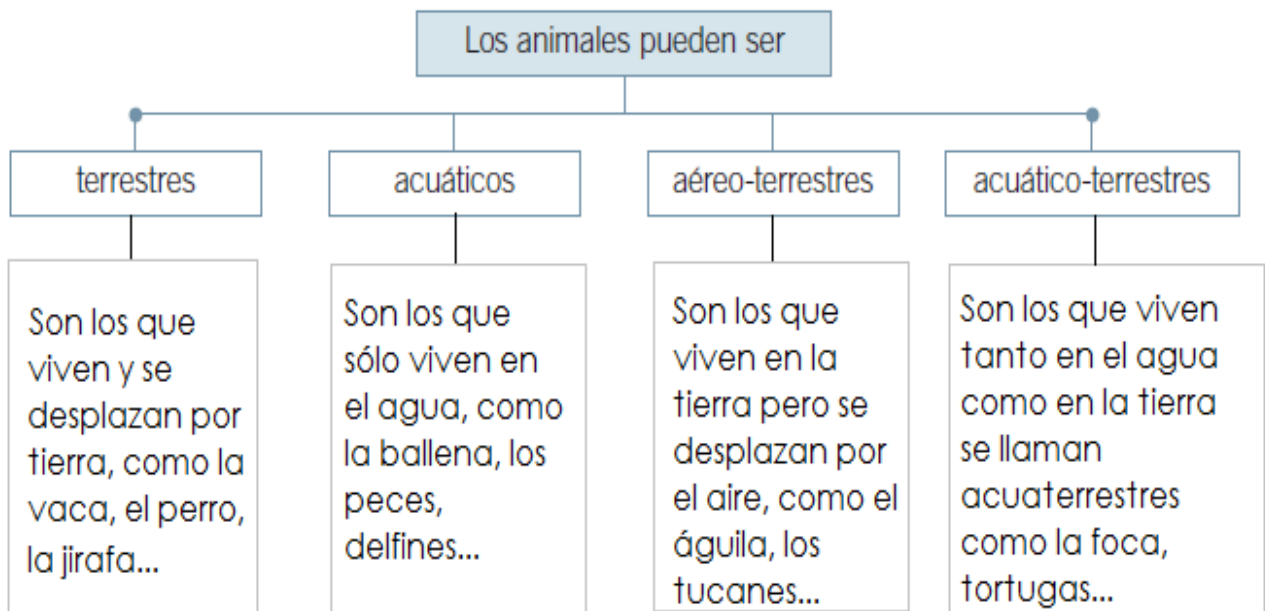 Los animales pueden ser
terrestres
acuáticos
aéreo-terrestres
acuático-terrestres
Son los que
viven y se
desplazan por
tierra, como la
vaca, el perro,
la jirafa...
Son los que
sólo viven en
el agua, como
la ballena, los
peces,
delfines...
Son los que
viven en la
tierra pero se
desplazan por
el aire, como el
águila, los
tucanes...
Son los que viven
tanto en el agua
como en la tierra
se llaman
acuaterrestres
como la foca,
tortugas...